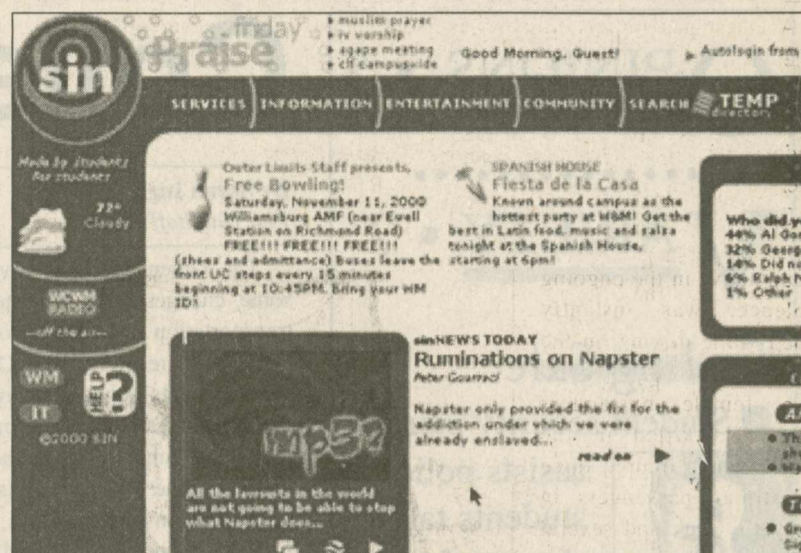 sin
friday
Praise
muslim prayer
iv worship
agape meeting
clf campuswide
Good Morning, Guest!
Autologin from
SERVICES
INFORMATION
ENTERTAINMENT
COMMUNITY
SEARCH
TEMP
directory
Made by students
for students
72°
Cloudy
WCWM
RADIO
—off the air—
WM
IT
HELP
?
©2000 SIN
Outer Limits Staff presents,
Free Bowling!
Saturday, November 11, 2000
Williamsburg AMF (near Ewell
Station on Richmond Road)
FREE!!! FREE!!! FREE!!!
(shoes and admittance) Buses leave the
front UC steps every 15 minutes
beginning at 10:45PM. Bring your WM
ID!
SPANISH HOUSE
Fiesta de la Casa
Known around campus as the
hottest party at W&M! Get the
best in Latin food, music and salsa
tonight at the Spanish House,
starting at 6pm!
Who did y
44% Al Go
32% Georg
14% Did n
6% Ralph N
1% Other
sinNEWS TODAY
Ruminations on Napster
Peter
Napster only provided the fix for the
addiction under which we were
already enslaved...
read on
mp3?
All the lawsuits in the world
are not going to be able to stop
what Napster does...